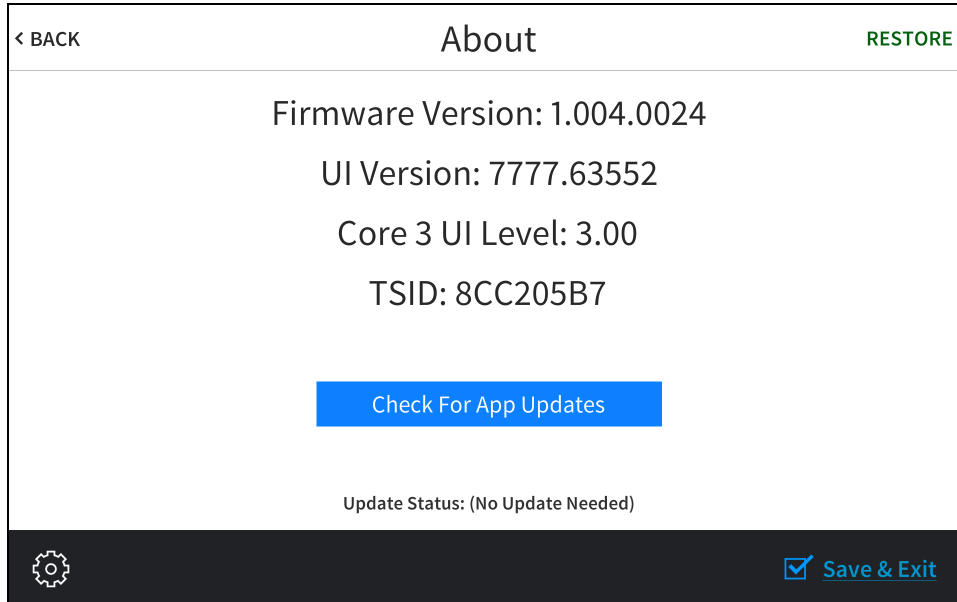 < BACK
About
RESTORE
Firmware Version: 1.004.0024
UI Version: 7777.63552
Core 3 UI Level: 3.00
TSID: 8CC205B7
Check For App Updates
Update Status: (No Update Needed)
Save & Exit